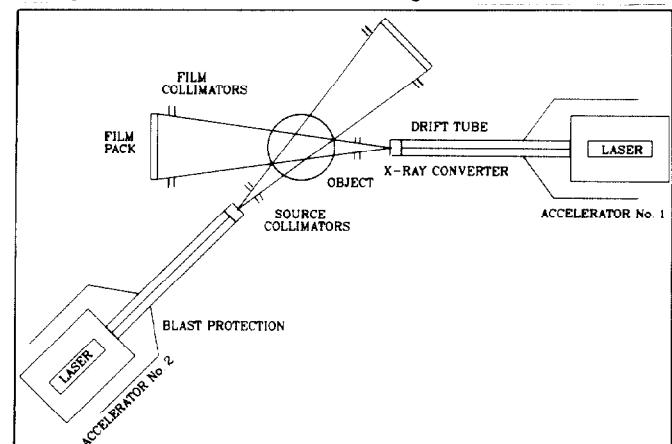 FILM
COLLIMATORS
FILM
PACK
DRIFT TUBE
LASER
OBJECT
X-RAY CONVERTER
SOURCE
COLLIMATORS
ACCELERATOR No. 1
BLAST PROTECTION
LASER
ACCELERATOR No. 2